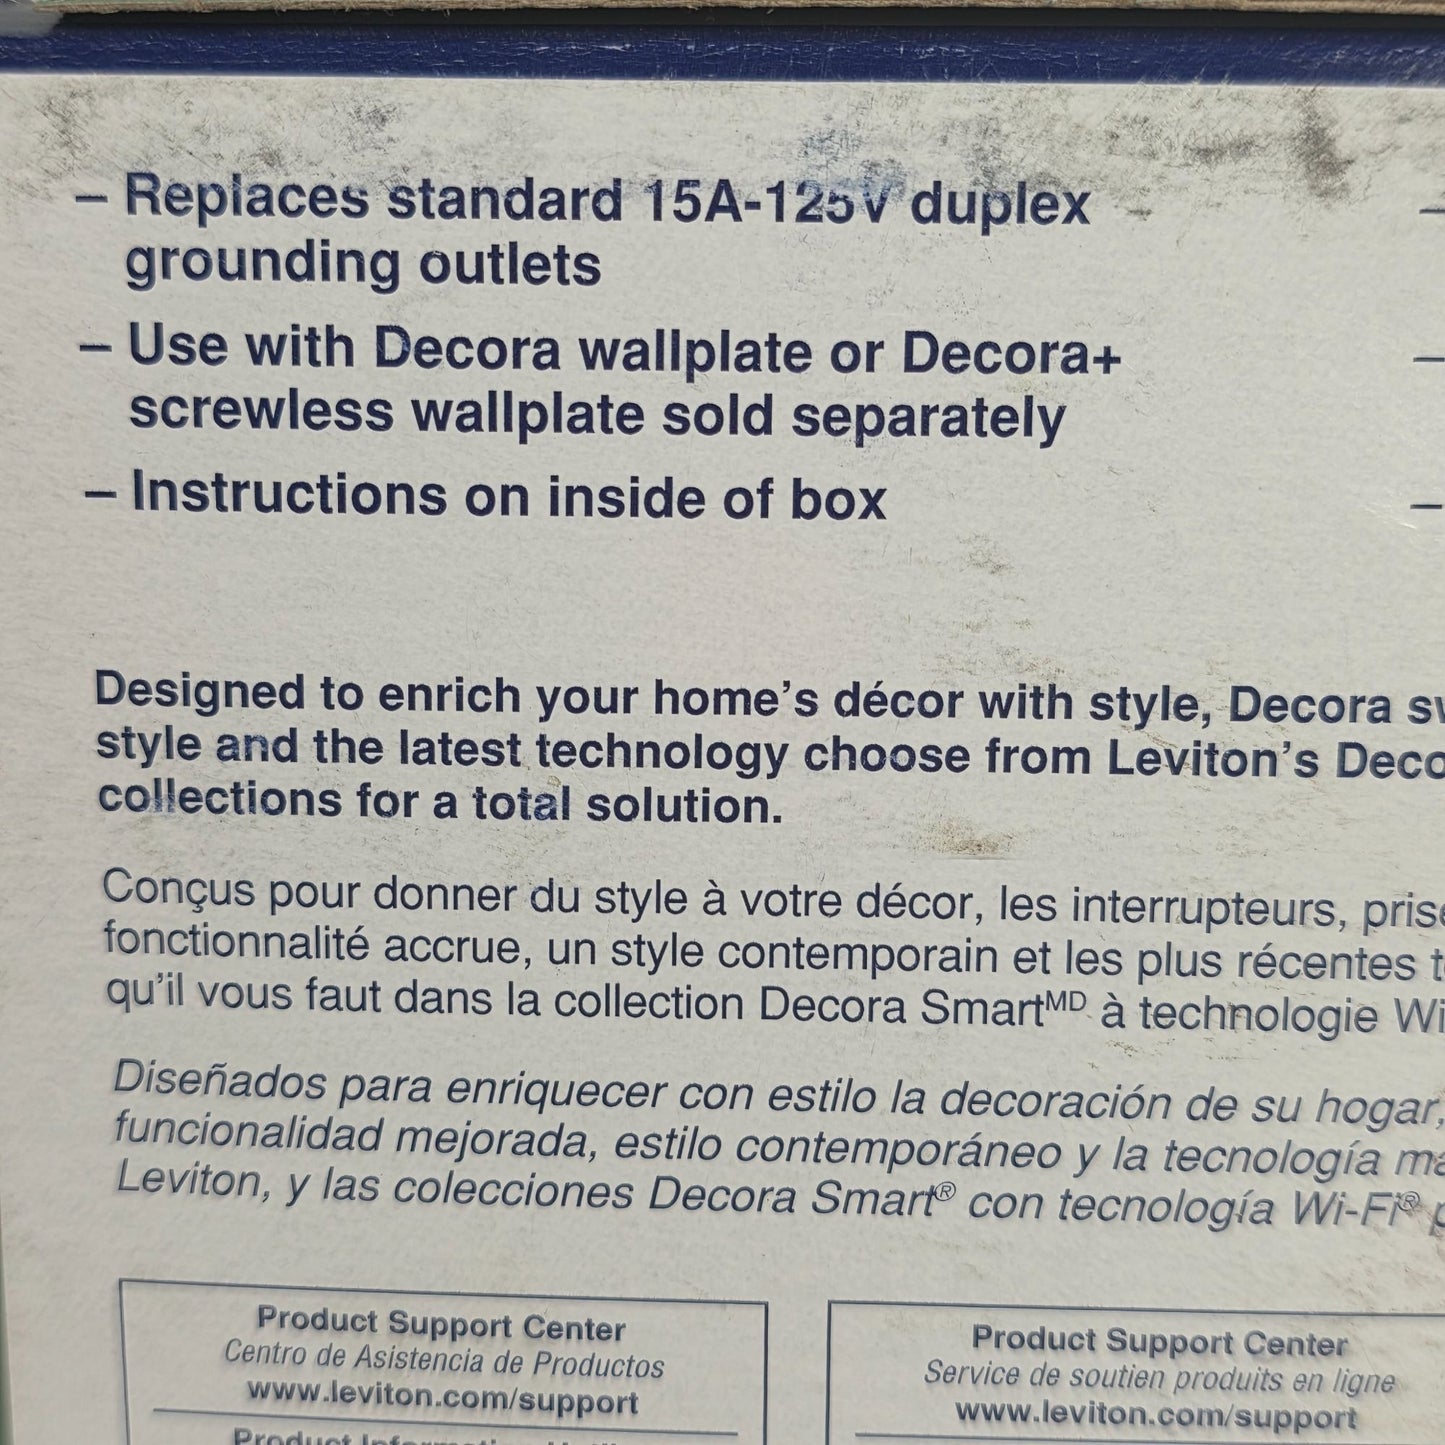 – Replaces standard 15A-125V duplex
grounding outlets
– Use with Decora wallplate or Decora+
screwless wallplate sold separately
– Instructions on inside of box
Designed to enrich your home's décor with style, Decora
style and the latest technology choose from Leviton's
collections for a total solution.
Conçus pour donner du style à votre décor, les interrupteurs,
fonctionnalité accrue, un style contemporain et les plus récentes
qu'il vous faut dans la collection Decora Smartᴹᴰ à technologie
Diseñados para enriquecer con estilo la decoración de su hogar,
funcionalidad mejorada, estilo contemporáneo y la tecnología
Leviton, y las colecciones Decora Smart® con tecnología Wi-Fi®
Product Support Center
Centro de Asistencia de Productos
www.leviton.com/support
Product
Product Support Center
Service de soutien produits en ligne
www.leviton.com/support